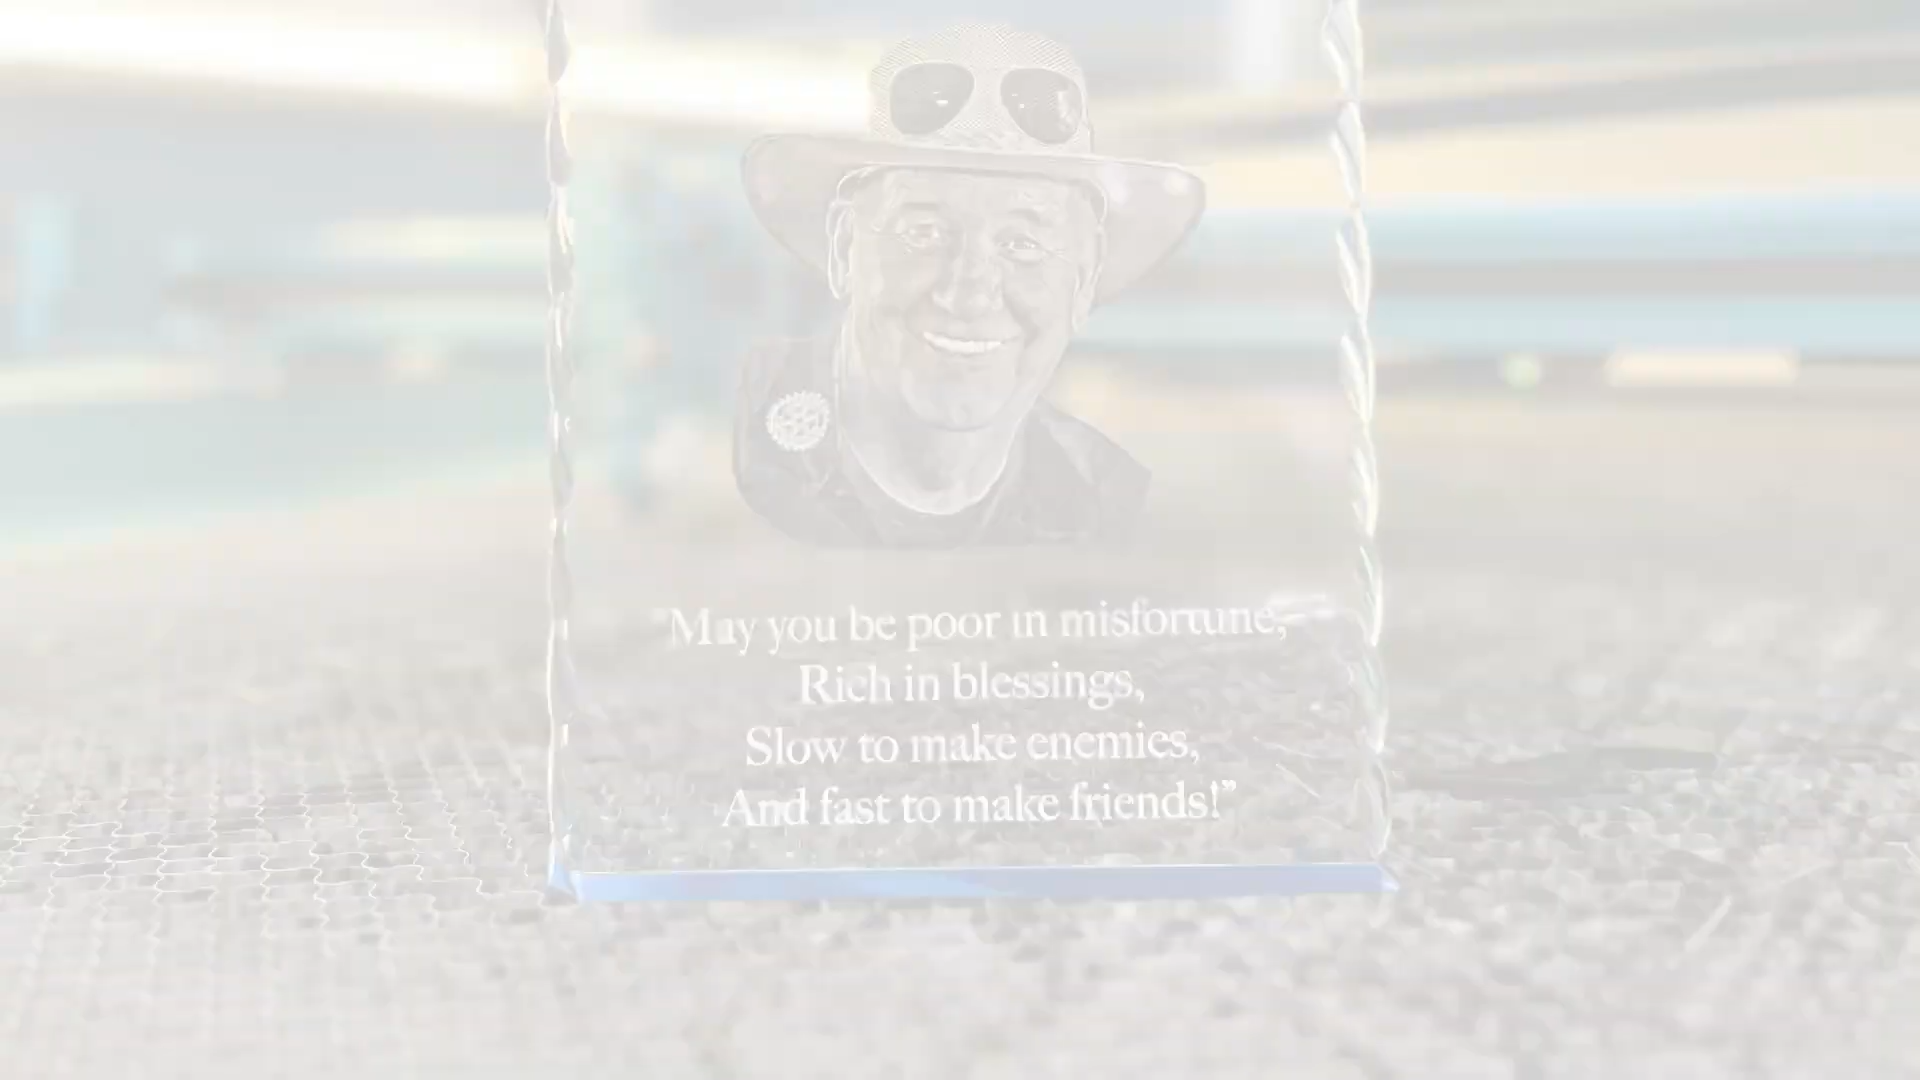 "May you be poor in misfortune,
Rich in blessings,
Slow to make enemies,
And fast to make friends!"